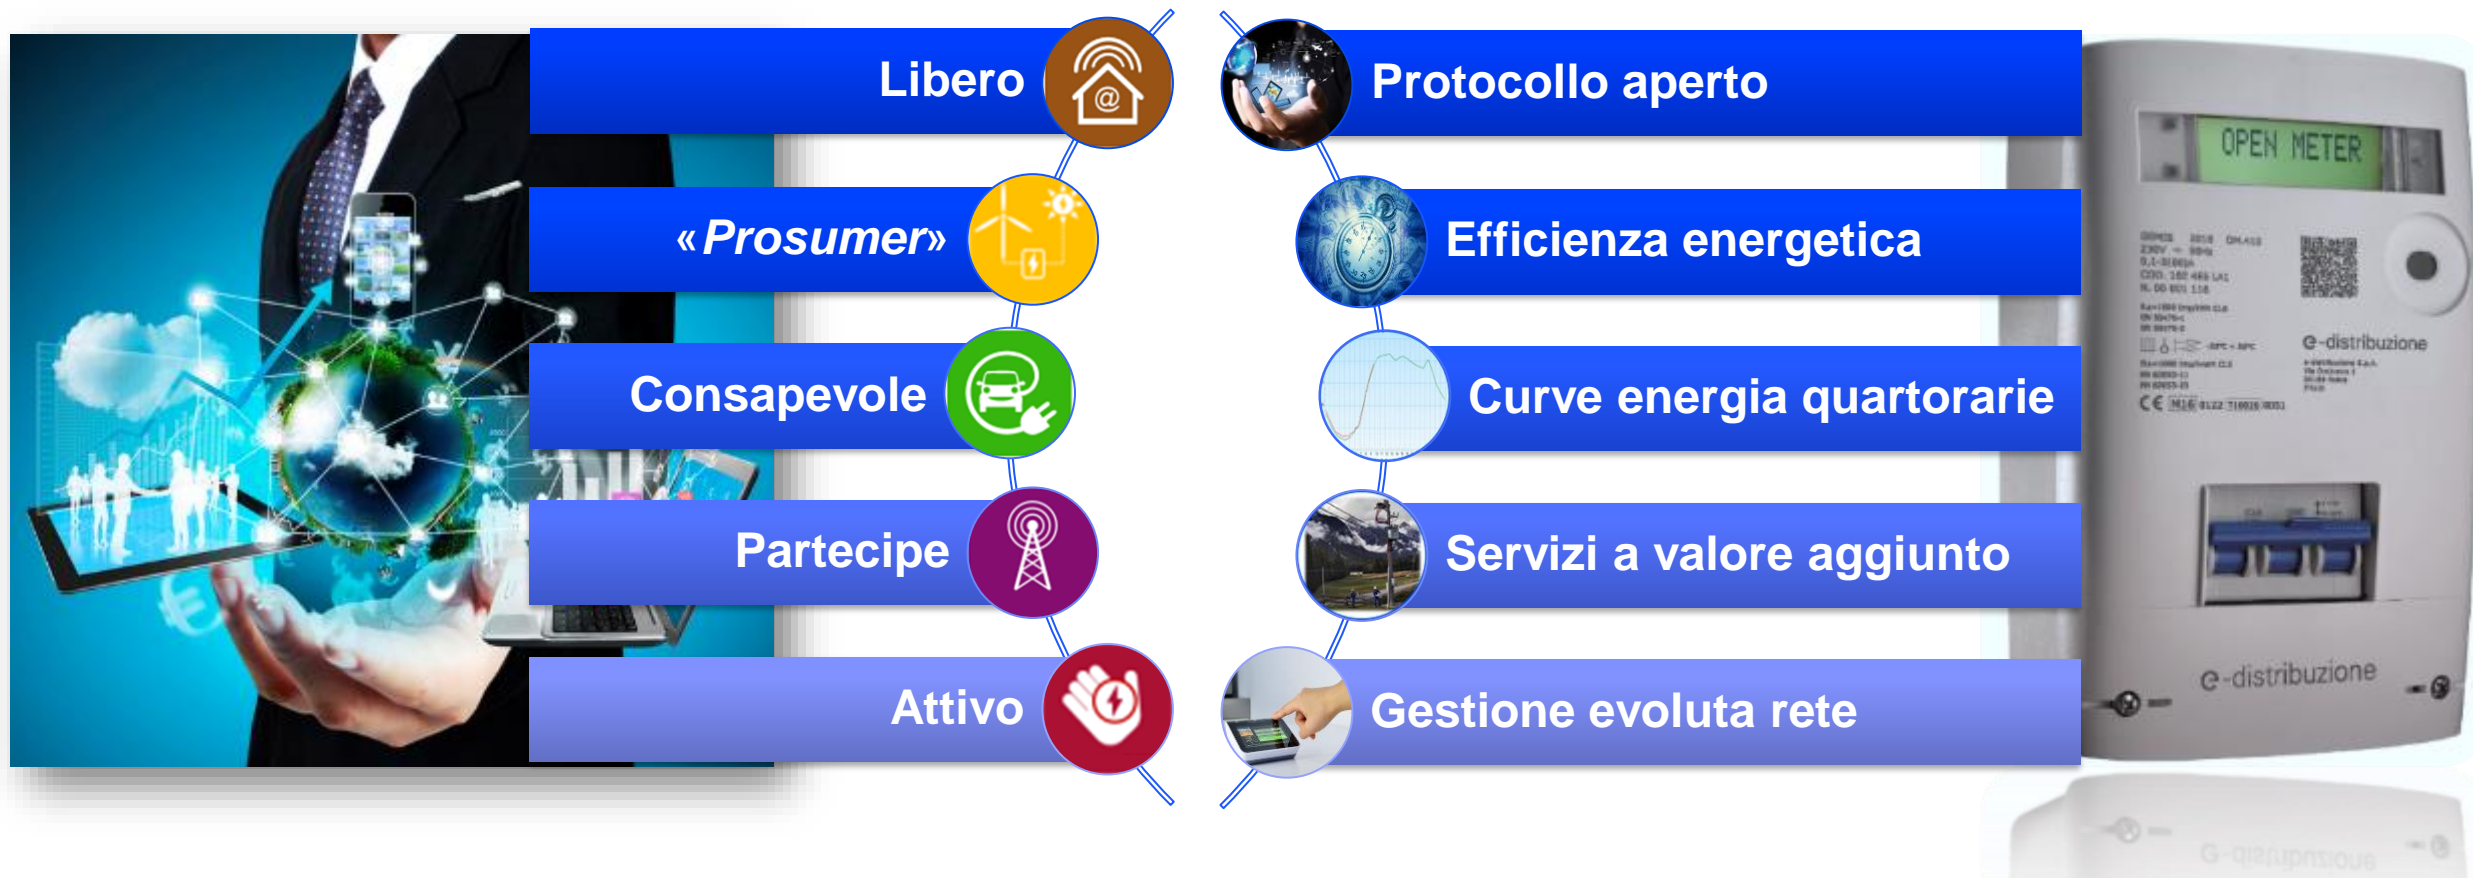 Libero
«Prosumer»
Consapevole
Partecipe
Attivo
@
Protocollo aperto
Efficienza energetica
Curve energia quartorarie
Servizi a valore aggiunto
Gestione evoluta rete
OPEN METER
e-distribuzione
e-distribuzione